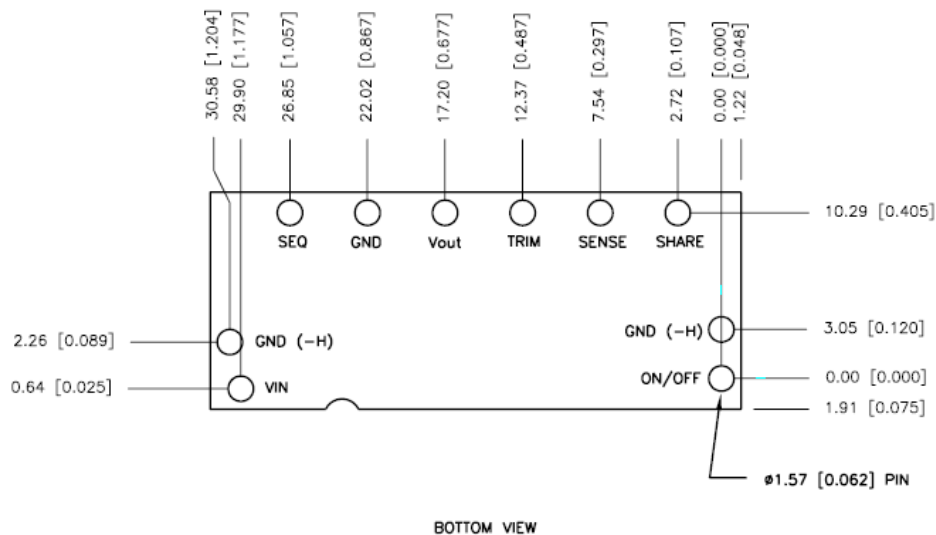 30.58 [1.204]
29.90 [1.177]
26.85 [1.057]
22.02 [0.867]
17.20 [0.677]
12.37 [0.487]
7.54 [0.297]
2.72 [0.107]
0.00 [0.000]
1.22 [0.048]
10.29 [0.405]
SEQ GND Vout TRIM SENSE SHARE
2.26 [0.089] GND (-H) GND (-H) 3.05 [0.120]
0.64 [0.025] VIN ON/OFF 0.00 [0.000]
1.91 [0.075]
ø1.57 [0.062] PIN
BOTTOM VIEW